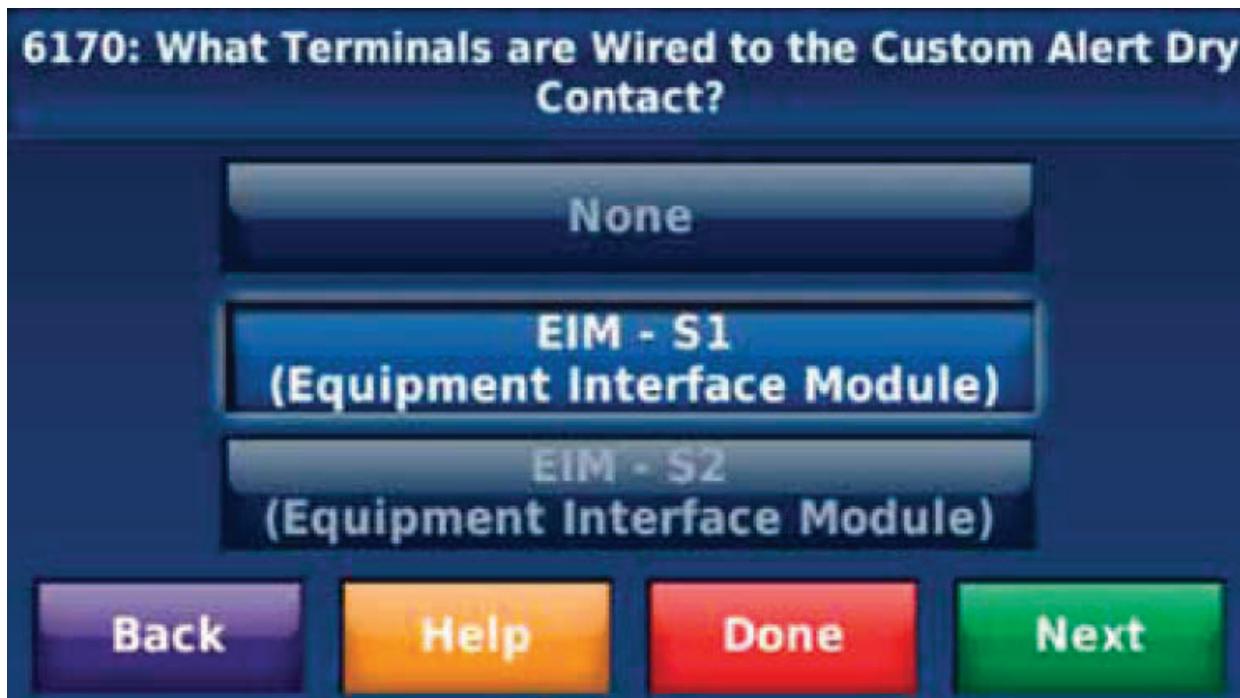 6170: What Terminals are Wired to the Custom Alert Dry
Contact?
None
EIM - S1
(Equipment Interface Module)
EIM - S2
(Equipment Interface Module)
Back
Help
Done
Next